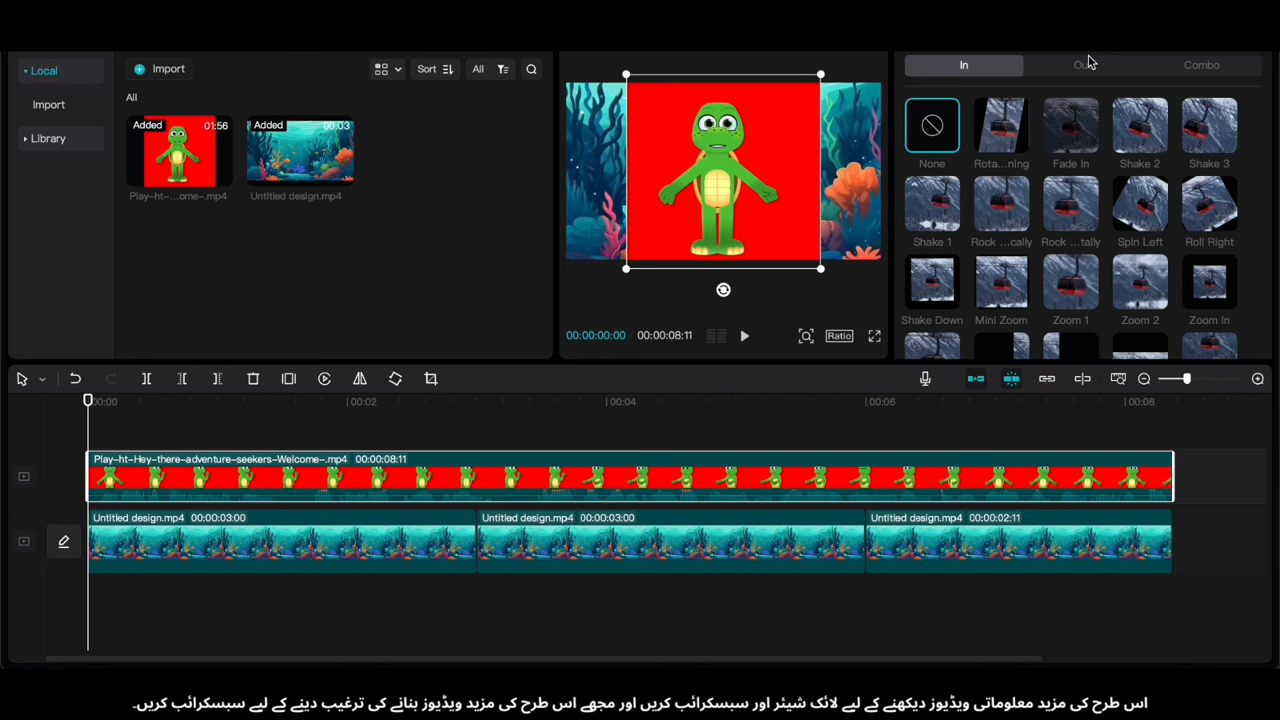 Local
Import
Library
Import
Sort
All
All
Added
01:56
Play-ht-...ome-.mp4
Added
00:03
Untitled design.mp4
00:00:00:00
00:00:08:11
Ratio
In
Combo
None
Rota...ning
Fade In
Shake 2
Shake 3
Shake 1
Rock ...cally
Rock ...tally
Spin Left
Roll Right
Shake Down
Mini Zoom
Zoom 1
Zoom 2
Zoom In
00:00
00:02
00:04
00:06
00:08
Play-ht-Hey-there-adventure-seekers-Welcome-.mp4 00:00:08:11
Untitled design.mp4 00:00:03:00
Untitled design.mp4 00:00:03:00
Untitled design.mp4 00:00:02:11
اس طرح کی مزید معلوماتی ویڈیوز دیکھنے کے لیے لائک شیئر اور سبسکرائب کریں اور مجھے اس طرح کی مزید ویڈیوز بنانے کی ترغیب دینے کے لیے سبسکرائب کریں۔